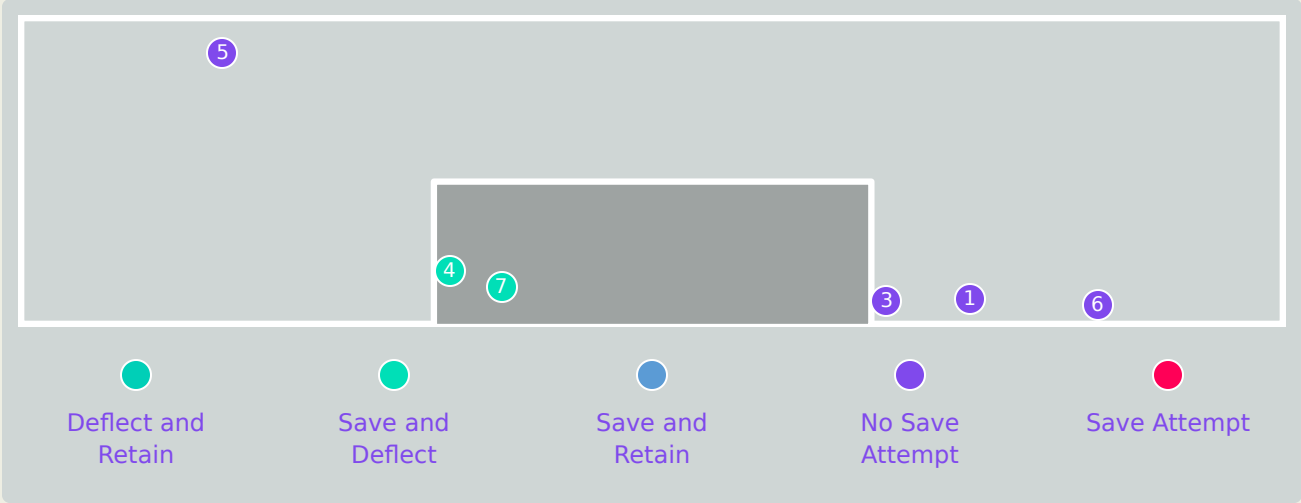 5
4
7
3
1
6
Deflect and
Retain
Save and
Deflect
Save and
Retain
No Save
Attempt
Save Attempt